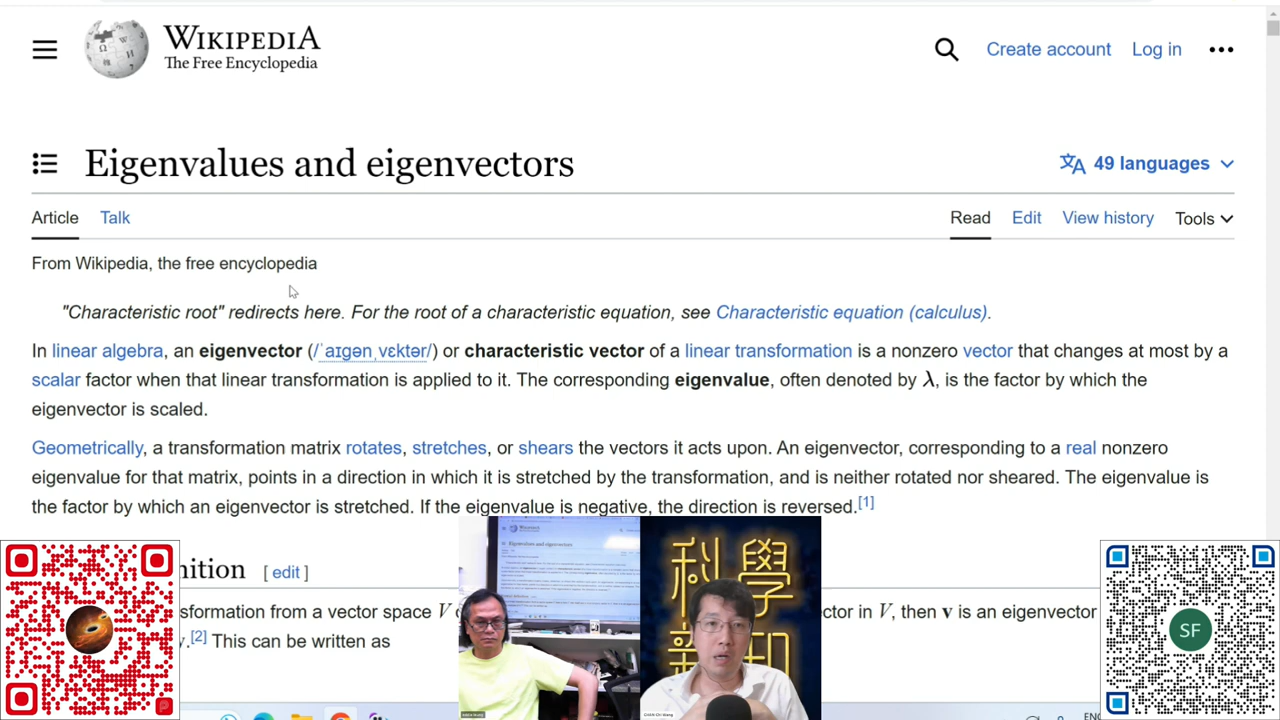 WIKIPEDIA
The Free Encyclopedia
Create account Log in
Eigenvalues and eigenvectors
49 languages
Article Talk
Read Edit View history Tools
From Wikipedia, the free encyclopedia
"Characteristic root" redirects here. For the root of a characteristic equation, see Characteristic equation (calculus).
In linear algebra, an eigenvector (/ˈaɪɡənˌvɛktər/) or characteristic vector of a linear transformation is a nonzero vector that changes at most by a
scalar factor when that linear transformation is applied to it. The corresponding eigenvalue, often denoted by λ, is the factor by which the
eigenvector is scaled.
Geometrically, a transformation matrix rotates, stretches, or shears the vectors it acts upon. An eigenvector, corresponding to a real nonzero
eigenvalue for that matrix, points in a direction in which it is stretched by the transformation, and is neither rotated nor sheared. The eigenvalue is
the factor by which an eigenvector is stretched. If the eigenvalue is negative, the direction is reversed.[1]
nition [ edit ]
sformation from a vector space V
ctor in V, then v is an eigenvector
[2] This can be written as
Eigenvalues and eigenvectors
科學
SF